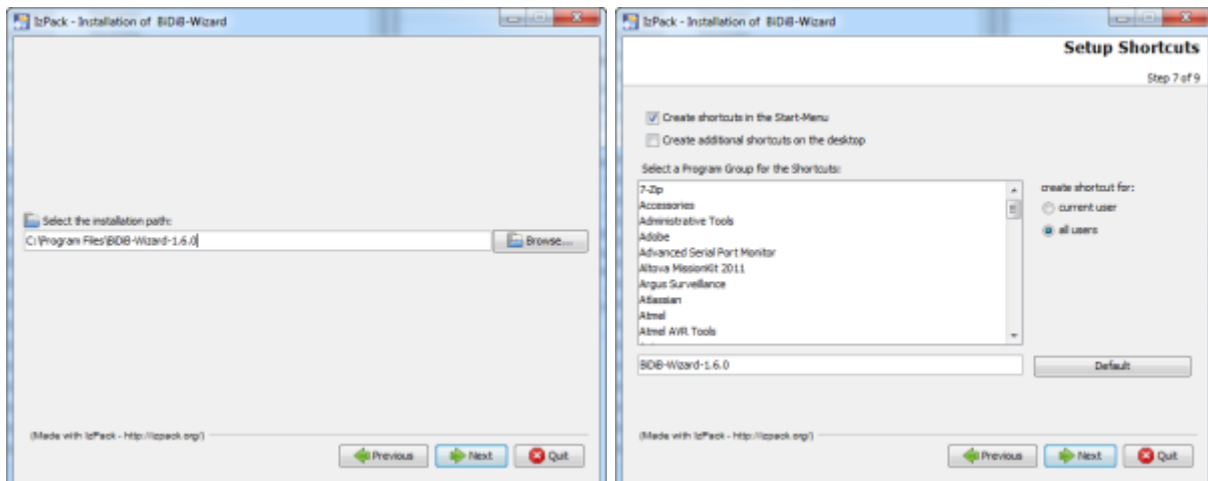 IzPack - Installation of BiDiB-Wizard
Select the installation path:
C:\Program Files\BiDiB-Wizard-1.6.0
Browse...
(Made with IzPack - http://izpack.org/)
Previous
Next
Quit
IzPack - Installation of BiDiB-Wizard
Setup Shortcuts
Step 7 of 9
Create shortcuts in the Start-Menu
Create additional shortcuts on the desktop
Select a Program Group for the Shortcuts:
7-Zip
Accessories
Administrative Tools
Adobe
Advanced Serial Port Monitor
Altova MissionKit 2011
Argus Surveillance
Atlassian
Atmel
Atmel AVR Tools
create shortcut for:
current user
all users
BiDiB-Wizard-1.6.0
Default
(Made with IzPack - http://izpack.org/)
Previous
Next
Quit